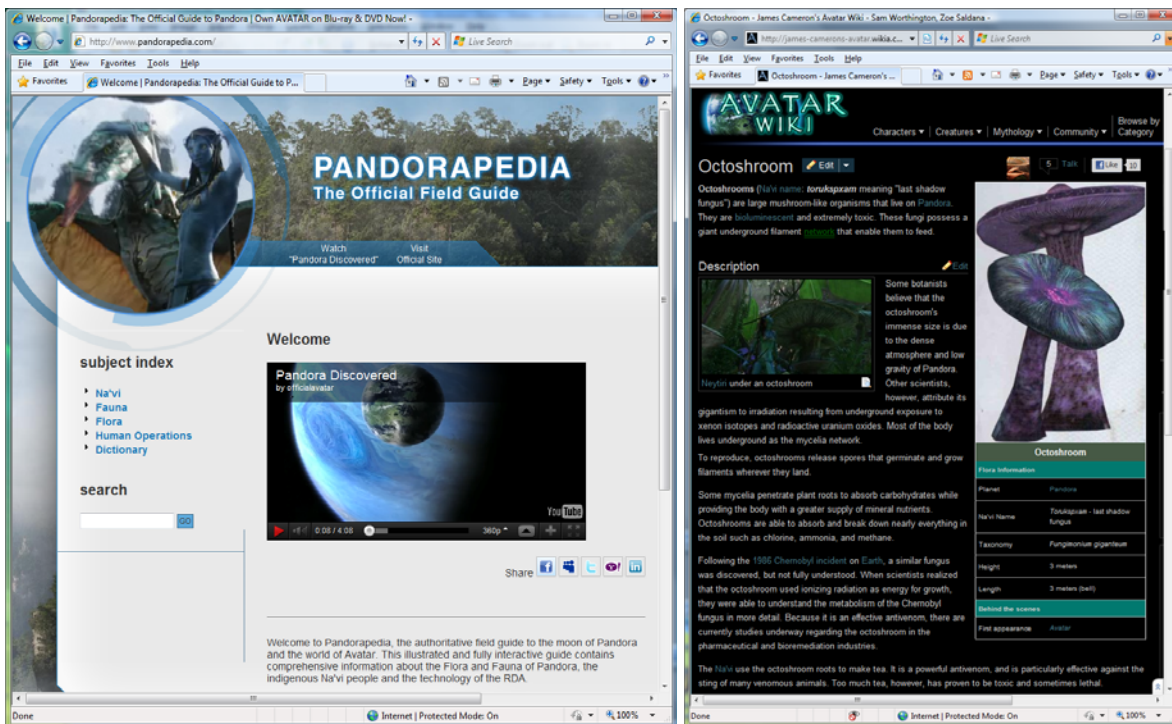 Welcome | Pandorapedia: The Official Guide to Pandora | Own AVATAR on Blu-ray & DVD Now! -
http://www.pandorapedia.com/
Live Search
File Edit View Favorites Tools Help
Favorites
Welcome | Pandorapedia: The Official Guide to P...
Page Safety Tools
PANDORAPEDIA
The Official Field Guide
Watch
"Pandora Discovered"
Visit
Official Site
subject index
Na'vi
Fauna
Flora
Human Operations
Dictionary
search
GO
Welcome
Pandora Discovered
by officialavatar
YouTube
0:08 / 4:08
360p
Share
Welcome to Pandorapedia, the authoritative field guide to the moon of Pandora
and the world of Avatar. This illustrated and fully interactive guide contains
comprehensive information about the Flora and Fauna of Pandora, the
indigenous Na'vi people and the technology of the RDA.
Done
Internet | Protected Mode: On
100%
Octoshroom - James Cameron's Avatar Wiki - Sam Worthington, Zoe Saldana -
http://james-camerons-avatar.wikia.c...
Live Search
File Edit View Favorites Tools Help
Favorites
Octoshroom - James Cameron's ...
Page Safety Tools
AVATAR
WIKI
Characters Creatures Mythology Community
Browse by
Category
Octoshroom
Edit
5 Talk
Like 10
Octoshrooms (Na'vi name: torukspxam meaning "last shadow
fungus") are large mushroom-like organisms that live on Pandora.
They are bioluminescent and extremely toxic. These fungi possess a
giant underground filament network that enable them to feed.
Description
Edit
Neytiri under an octoshroom
Some botanists
believe that the
octoshroom's
immense size is due
to the dense
atmosphere and low
gravity of Pandora.
Other scientists,
however, attribute its
gigantism to irradiation resulting from underground exposure to
xenon isotopes and radioactive uranium oxides. Most of the body
lives underground as the mycelia network.
To reproduce, octoshrooms release spores that germinate and grow
filaments wherever they land.
Some mycelia penetrate plant roots to absorb carbohydrates while
providing the body with a greater supply of mineral nutrients.
Octoshrooms are able to absorb and break down nearly everything in
the soil such as chlorine, ammonia, and methane.
Following the 1986 Chernobyl incident on Earth, a similar fungus
was discovered, but not fully understood. When scientists realized
that the octoshroom used ionizing radiation as energy for growth,
they were able to understand the metabolism of the Chernobyl
fungus in more detail. Because it is an effective antivenom, there are
currently studies underway regarding the octoshroom in the
pharmaceutical and bioremediation industries.
The Na'vi use the octoshroom roots to make tea. It is a powerful antivenom, and is particularly effective against the
sting of many venomous animals. Too much tea, however, has proven to be toxic and sometimes lethal.
Octoshroom
Flora Information
Planet Pandora
Na'vi Name Torukspxam - last shadow
fungus
Taxonomy Fungimonium giganteum
Height 3 meters
Length 3 meters (bell)
Behind the scenes
First appearance Avatar
Done
Internet | Protected Mode: On
100%